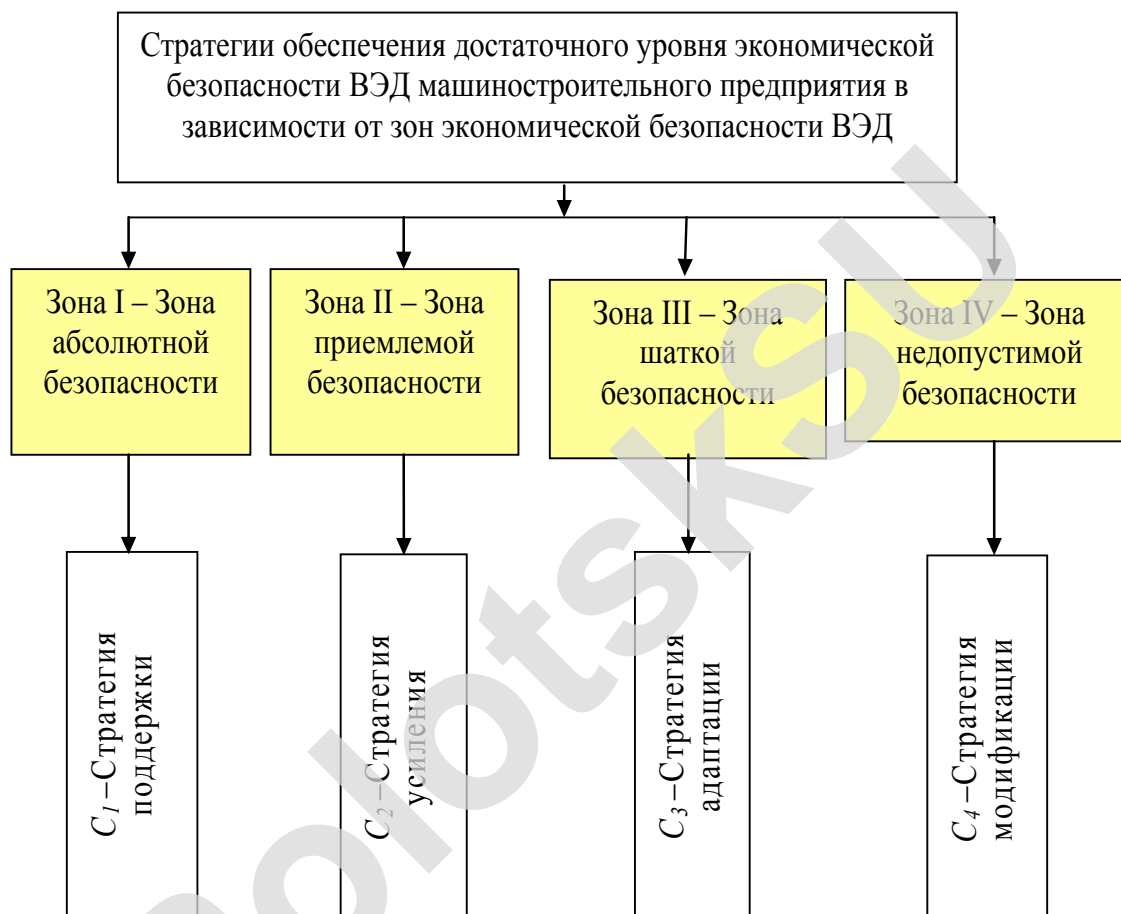 Стратегии обеспечения достаточного уровня экономической
безопасности ВЭД машиностроительного предприятия в
зависимости от зон экономической безопасности ВЭД
Зона I – Зона
абсолютной
безопасности
Зона II – Зона
приемлемой
безопасности
Зона III – Зона
шаткой
безопасности
Зона IV – Зона
недопустимой
безопасности
C1 –Стратегия
поддержки
C2 –Стратегия
усиления
C3 –Стратегия
адаптации
C4 –Стратегия
модификации
olotskSU